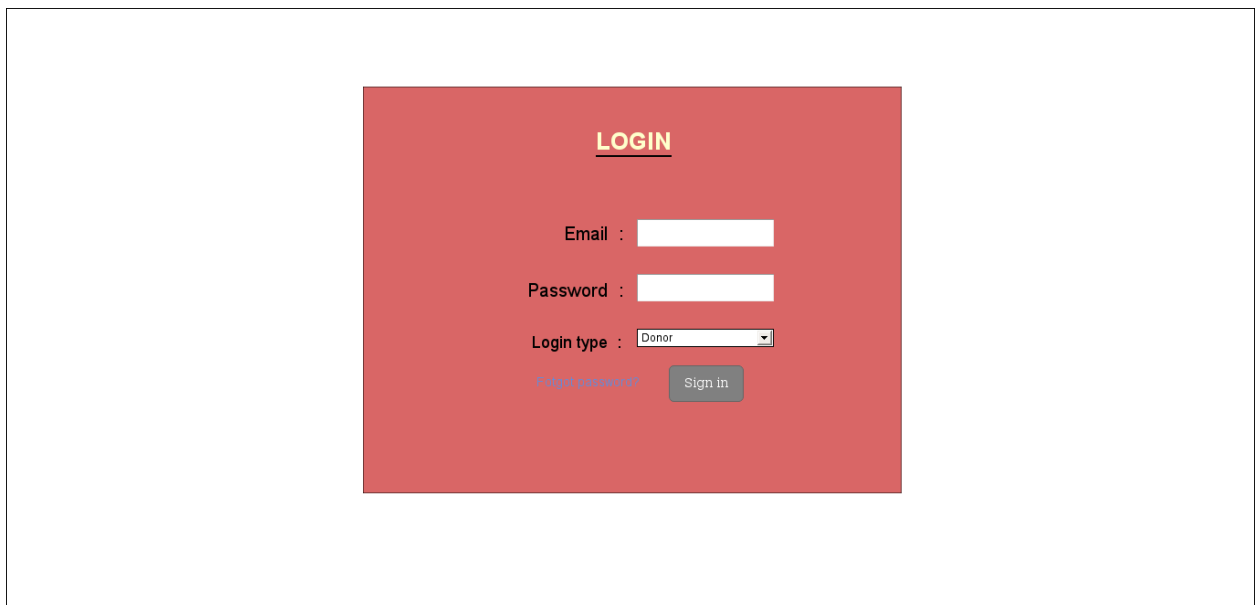 LOGIN
Email :
Password :
Login type : Donor
Forgot password? Sign in